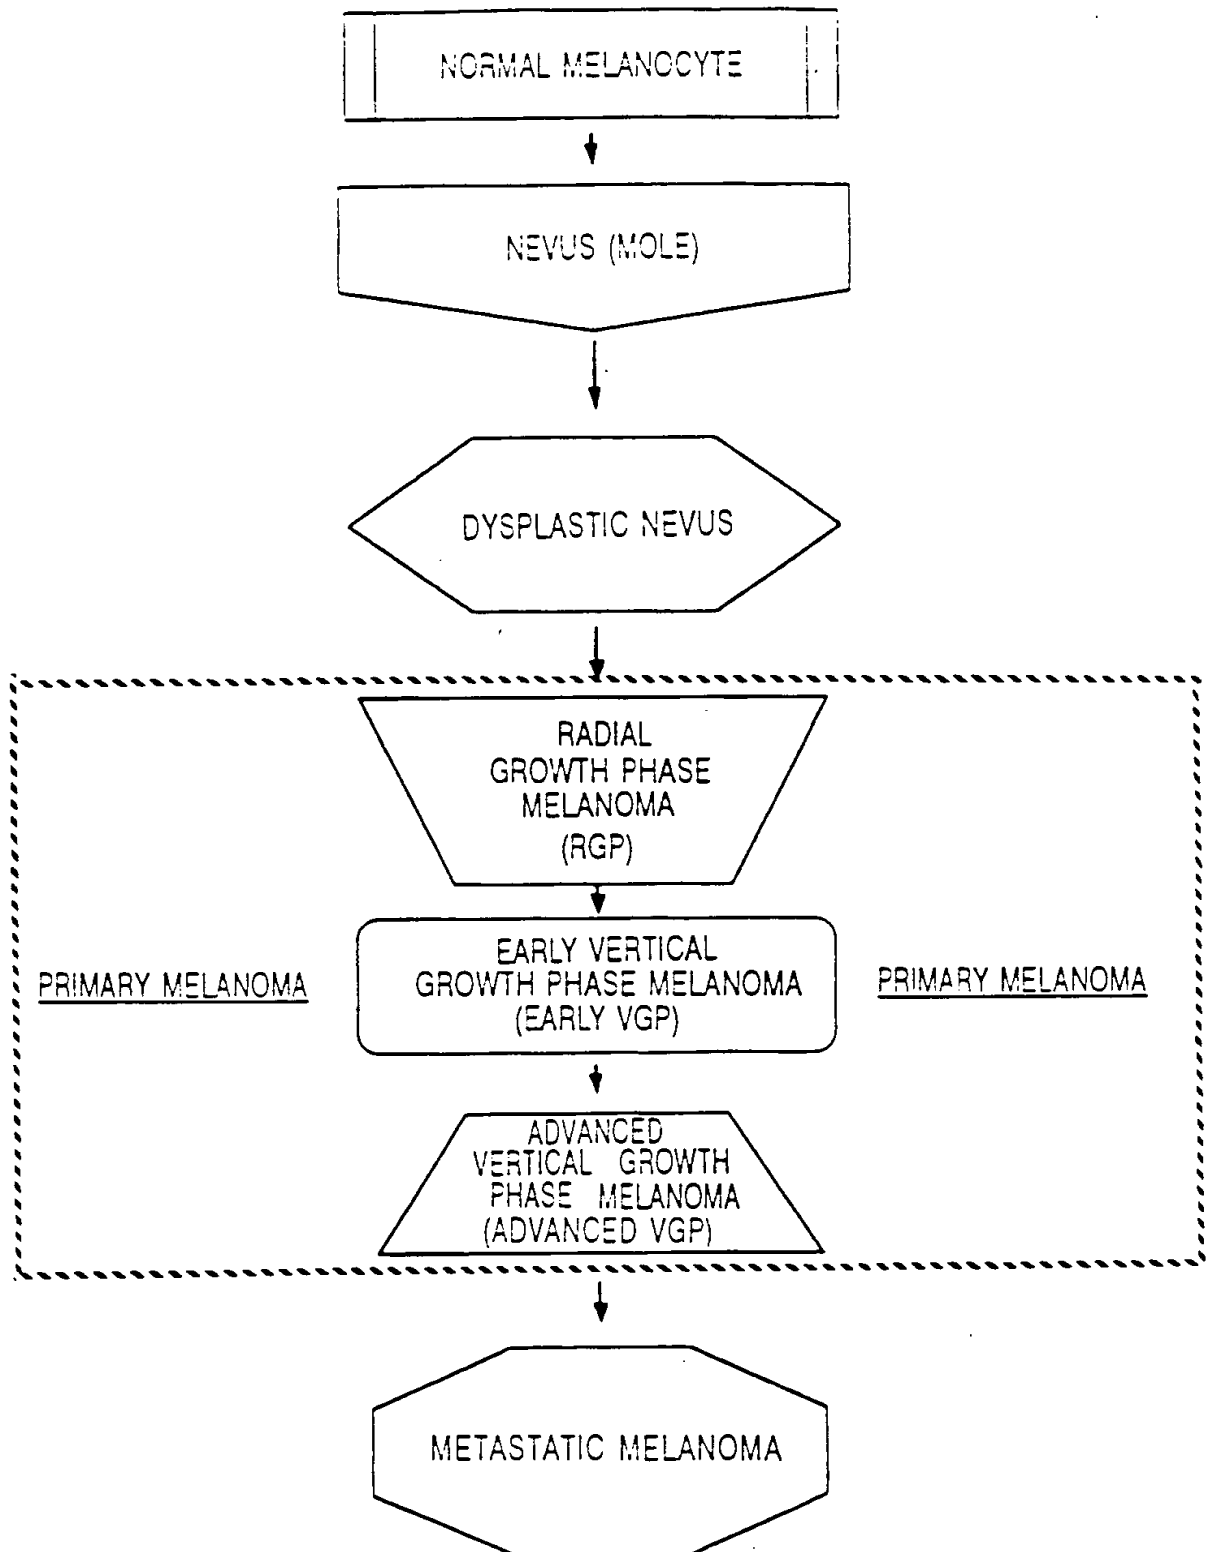 NORMAL MELANOCYTE
NEVUS (MOLE)
DYSPLASTIC NEVUS
RADIAL
GROWTH PHASE
MELANOMA
(RGP)
EARLY VERTICAL
GROWTH PHASE MELANOMA
(EARLY VGP)
PRIMARY MELANOMA
PRIMARY MELANOMA
ADVANCED
VERTICAL GROWTH
PHASE MELANOMA
(ADVANCED VGP)
METASTATIC MELANOMA